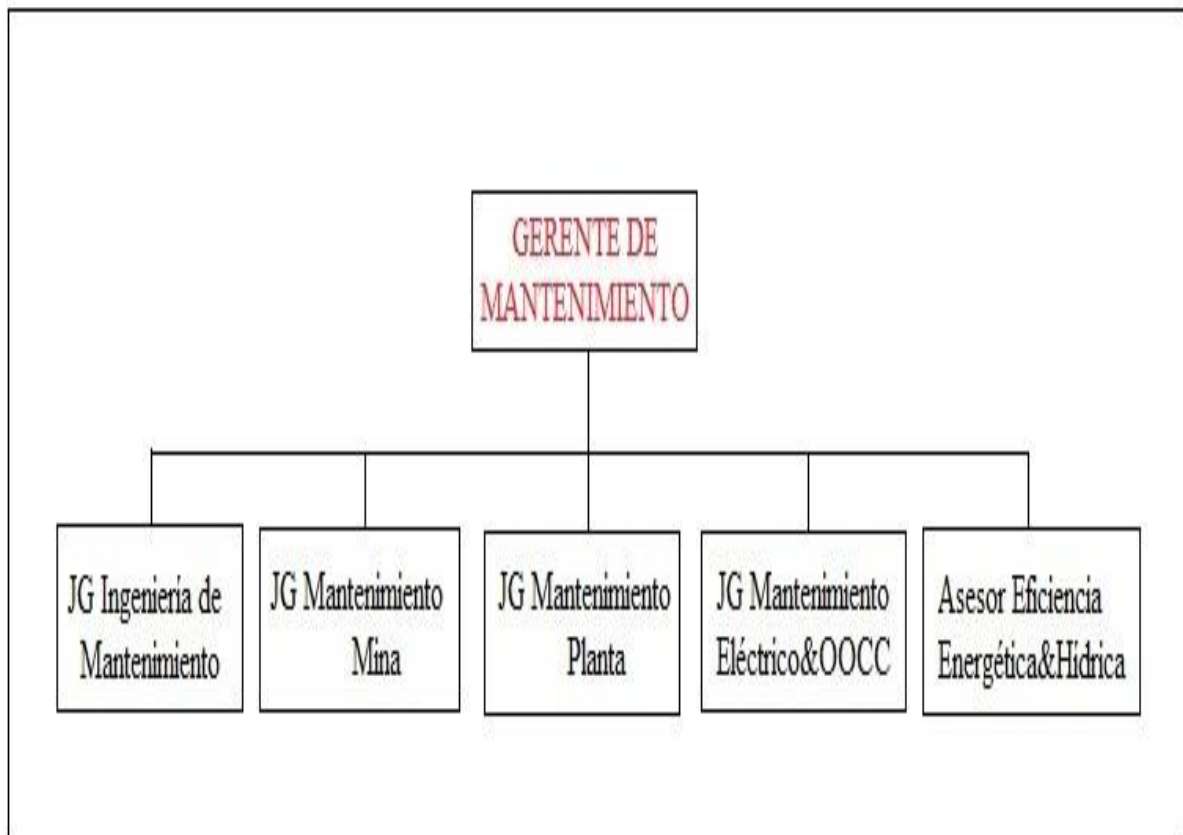 GERENTE DE
MANTENIMIENTO
JG Ingeniería de
Mantenimiento
JG Mantenimiento
Mina
JG Mantenimiento
Planta
JG Mantenimiento
Eléctrico&OOCC
Asesor Eficiencia
Energética&Hídrica